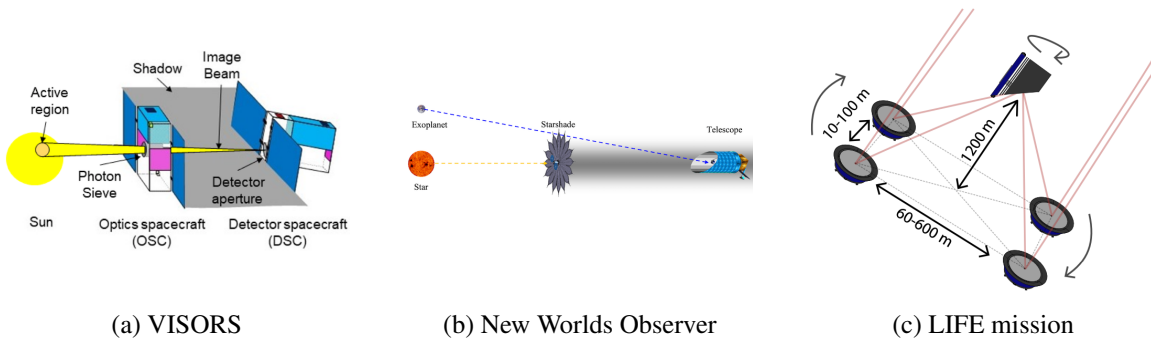 Shadow
Image
Beam
Active
region
Photon
Sieve
Detector
aperture
Sun
Optics spacecraft
(OSC)
Detector spacecraft
(DSC)
(a) VISORS
Exoplanet
Starshade
Telescope
Star
(b) New Worlds Observer
10-100 m
1200 m
60-600 m
(c) LIFE mission